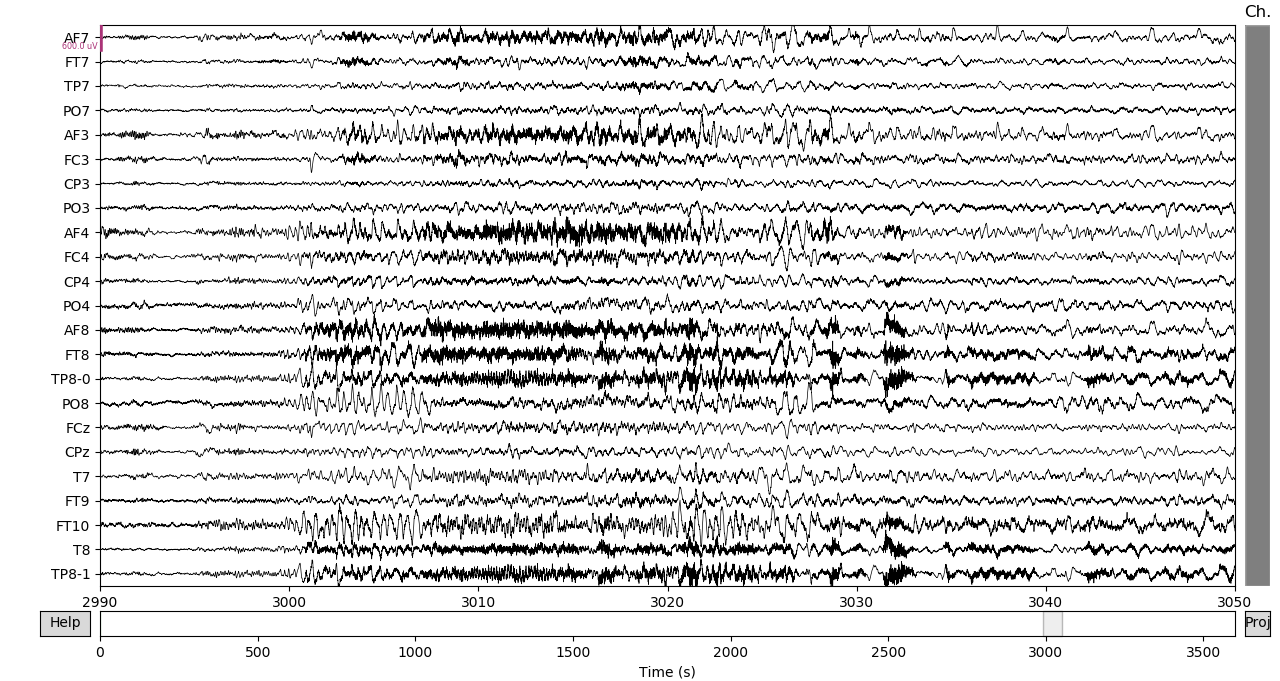 Ch.
AF7
600.0 uV
FT7
TP7
PO7
AF3
FC3
CP3
PO3
AF4
FC4
CP4
PO4
AF8
FT8
TP8-0
PO8
FCz
CPz
T7
FT9
FT10
T8
TP8-1
2990 3000 3010 3020 3030 3040 3050
Help Proj
0 500 1000 1500 2000 2500 3000 3500
Time (s)